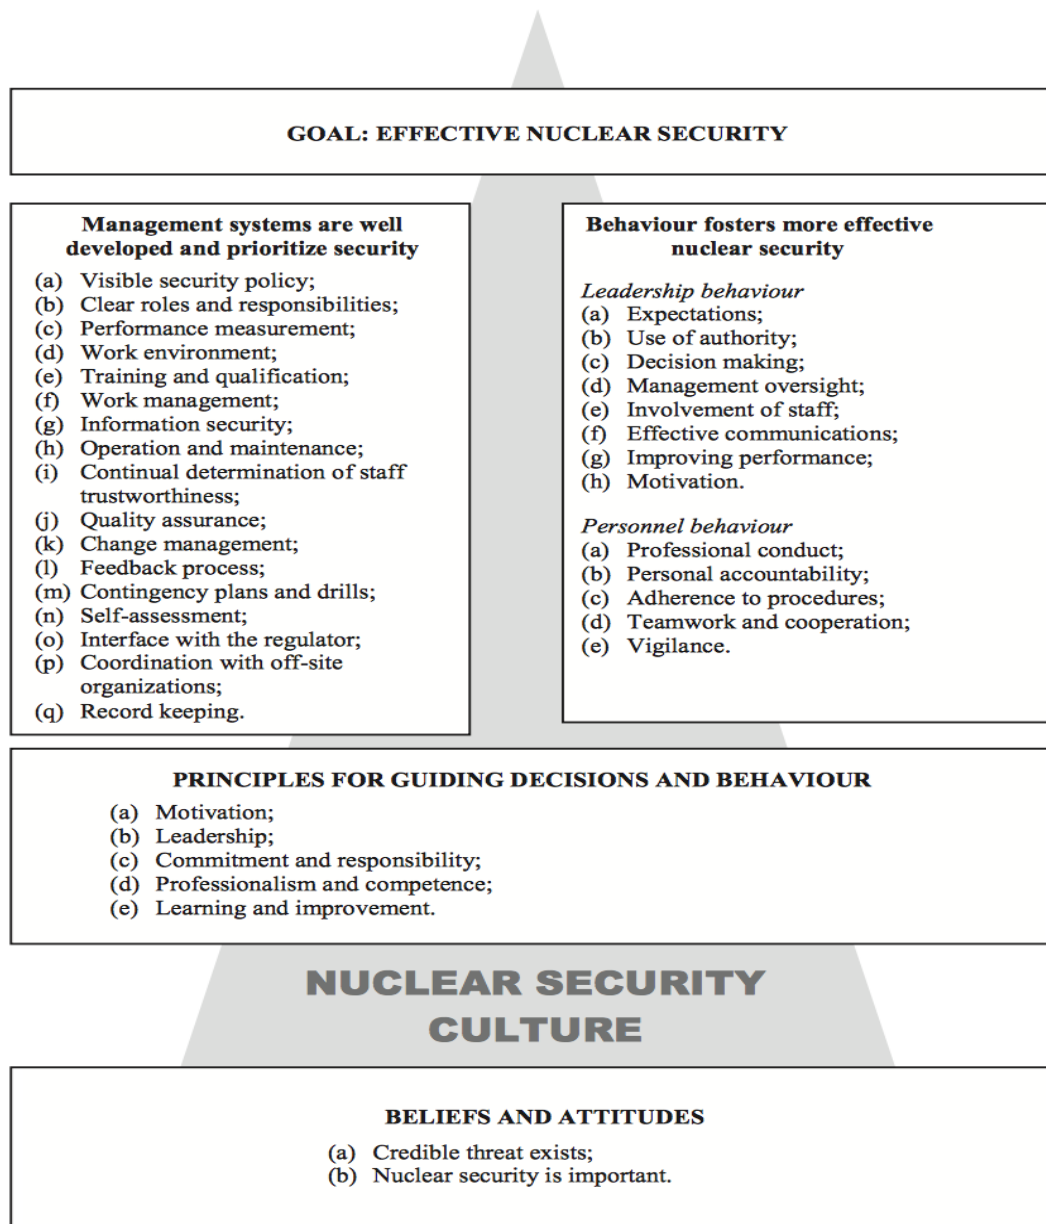 GOAL: EFFECTIVE NUCLEAR SECURITY
Management systems are well
developed and prioritize security
(a) Visible security policy;
(b) Clear roles and responsibilities;
(c) Performance measurement;
(d) Work environment;
(e) Training and qualification;
(f) Work management;
(g) Information security;
(h) Operation and maintenance;
(i) Continual determination of staff
trustworthiness;
(j) Quality assurance;
(k) Change management;
(l) Feedback process;
(m) Contingency plans and drills;
(n) Self-assessment;
(o) Interface with the regulator;
(p) Coordination with off-site
organizations;
(q) Record keeping.
Behaviour fosters more effective
nuclear security
Leadership behaviour
(a) Expectations;
(b) Use of authority;
(c) Decision making;
(d) Management oversight;
(e) Involvement of staff;
(f) Effective communications;
(g) Improving performance;
(h) Motivation.
Personnel behaviour
(a) Professional conduct;
(b) Personal accountability;
(c) Adherence to procedures;
(d) Teamwork and cooperation;
(e) Vigilance.
PRINCIPLES FOR GUIDING DECISIONS AND BEHAVIOUR
(a) Motivation;
(b) Leadership;
(c) Commitment and responsibility;
(d) Professionalism and competence;
(e) Learning and improvement.
NUCLEAR SECURITY
CULTURE
BELIEFS AND ATTITUDES
(a) Credible threat exists;
(b) Nuclear security is important.